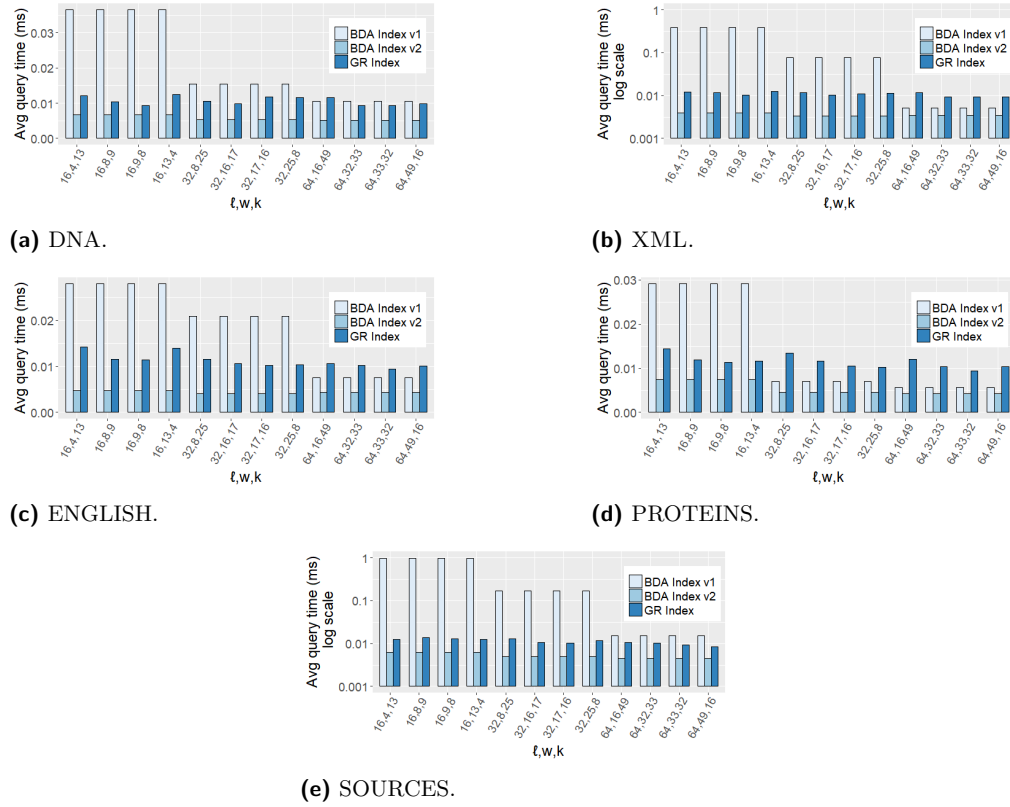 Avg query time (ms)
0.03
0.02
0.01
0.00
BDA Index v1
BDA Index v2
GR Index
16,4,13
16,8,9
16,9,8
16,13,4
32,8,25
32,16,17
32,17,16
32,25,8
64,16,49
64,32,33
64,33,32
64,49,16
ℓ,w,k
(a) DNA.
Avg query time (ms)
log scale
1
0.1
0.01
0.001
BDA Index v1
BDA Index v2
GR Index
16,4,13
16,8,9
16,9,8
16,13,4
32,8,25
32,16,17
32,17,16
32,25,8
64,16,49
64,32,33
64,33,32
64,49,16
ℓ,w,k
(b) XML.
Avg query time (ms)
0.02
0.01
0.00
BDA Index v1
BDA Index v2
GR Index
16,4,13
16,8,9
16,9,8
16,13,4
32,8,25
32,16,17
32,17,16
32,25,8
64,16,49
64,32,33
64,33,32
64,49,16
ℓ,w,k
(c) ENGLISH.
Avg query time (ms)
0.03
0.02
0.01
0.00
BDA Index v1
BDA Index v2
GR Index
16,4,13
16,8,9
16,9,8
16,13,4
32,8,25
32,16,17
32,17,16
32,25,8
64,16,49
64,32,33
64,33,32
64,49,16
ℓ,w,k
(d) PROTEINS.
Avg query time (ms)
log scale
1
0.1
0.01
0.001
BDA Index v1
BDA Index v2
GR Index
16,4,13
16,8,9
16,9,8
16,13,4
32,8,25
32,16,17
32,17,16
32,25,8
64,16,49
64,32,33
64,33,32
64,49,16
ℓ,w,k
(e) SOURCES.